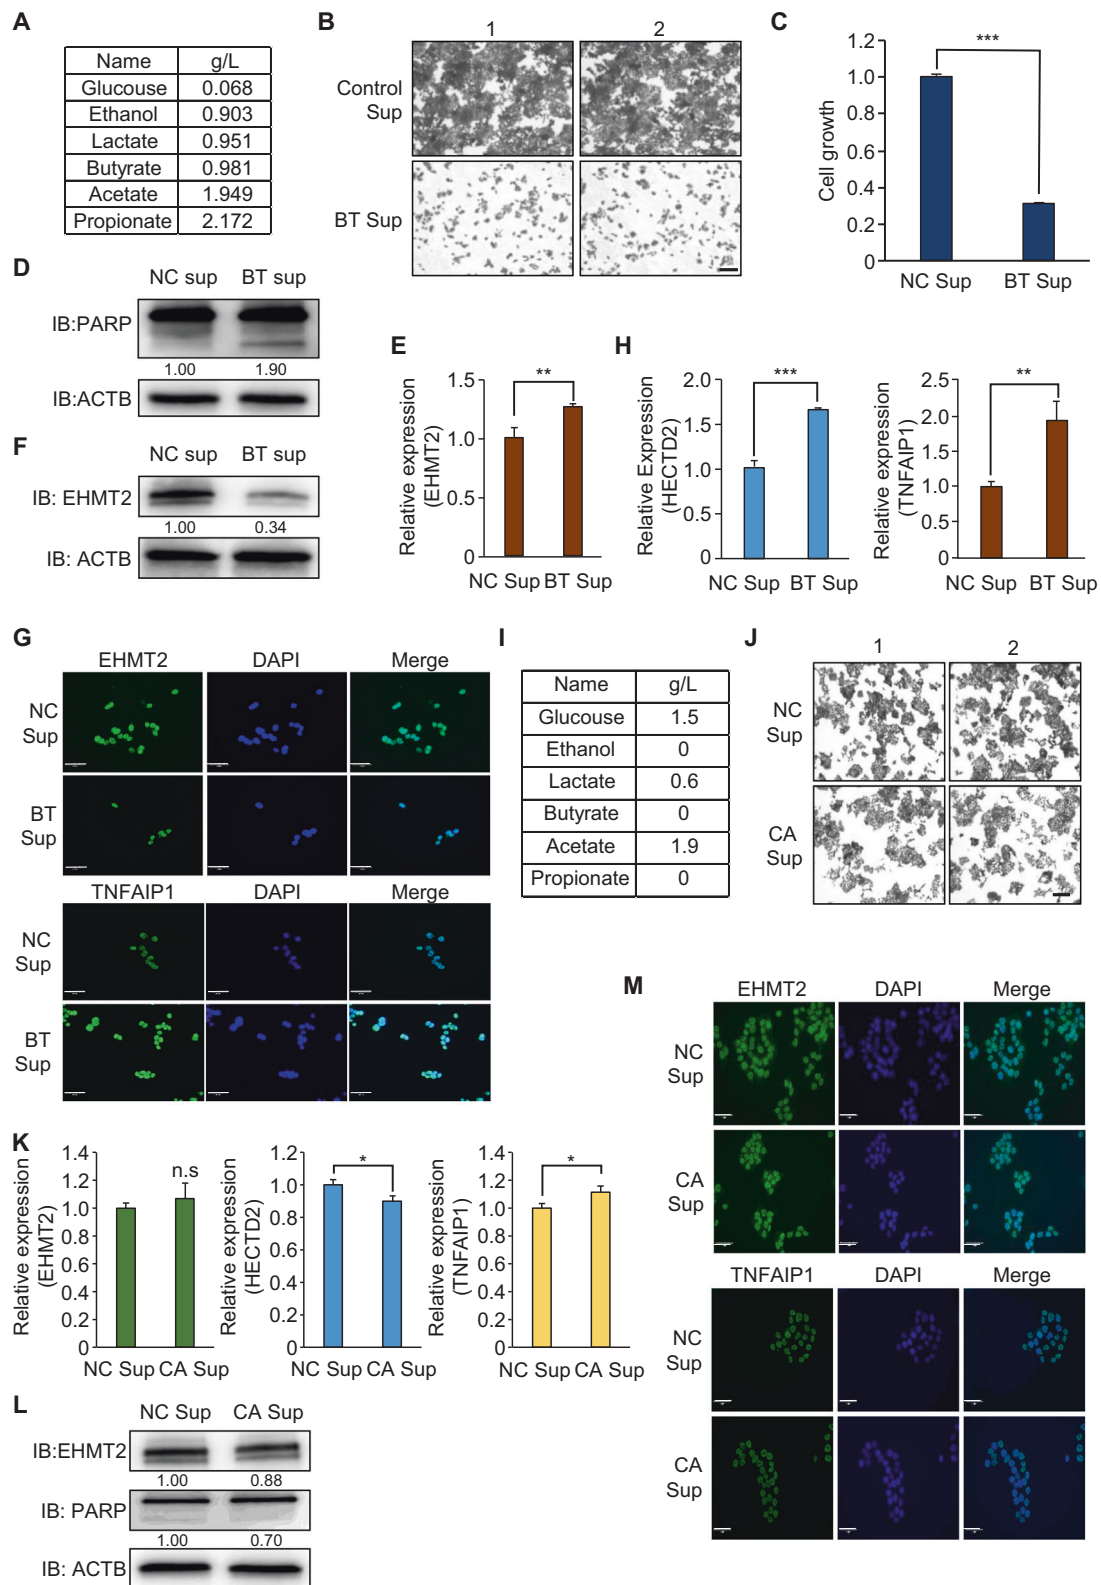 A
Name g/L
Glucouse 0.068
Ethanol 0.903
Lactate 0.951
Butyrate 0.981
Acetate 1.949
Propionate 2.172
B
1 2
Control
Sup
BT Sup
C
Cell growth
1.2
1.0
0.8
0.6
0.4
0.2
0
***
NC Sup BT Sup
D
NC sup BT sup
IB:PARP
1.00 1.90
IB:ACTB
E
Relative expression
(EHMT2)
1.5
1.0
0.5
0
**
NC Sup BT Sup
F
NC sup BT sup
IB: EHMT2
1.00 0.34
IB: ACTB
H
Relative Expression
(HECTD2)
2.0
1.5
1.0
0.5
0
***
NC Sup BT Sup
Relative expression
(TNFAIP1)
2.5
2.0
1.5
1.0
0.5
0
**
NC Sup BT Sup
G
EHMT2 DAPI Merge
NC
Sup
BT
Sup
TNFAIP1 DAPI Merge
NC
Sup
BT
Sup
I
Name g/L
Glucouse 1.5
Ethanol 0
Lactate 0.6
Butyrate 0
Acetate 1.9
Propionate 0
J
1 2
NC
Sup
CA
Sup
K
Relative expression
(EHMT2)
1.4
1.2
1.0
0.8
0.6
0.4
0.2
0
n.s
NC Sup CA Sup
Relative expression
(HECTD2)
1.2
1.0
0.8
0.6
0.4
0.2
0
*
NC Sup CA Sup
Relative expression
(TNFAIP1)
1.4
1.2
1.0
0.8
0.6
0.4
0.2
0
*
NC Sup CA Sup
L
NC Sup CA Sup
IB:EHMT2
1.00 0.88
IB: PARP
1.00 0.70
IB: ACTB
M
EHMT2 DAPI Merge
NC
Sup
CA
Sup
TNFAIP1 DAPI Merge
NC
Sup
CA
Sup